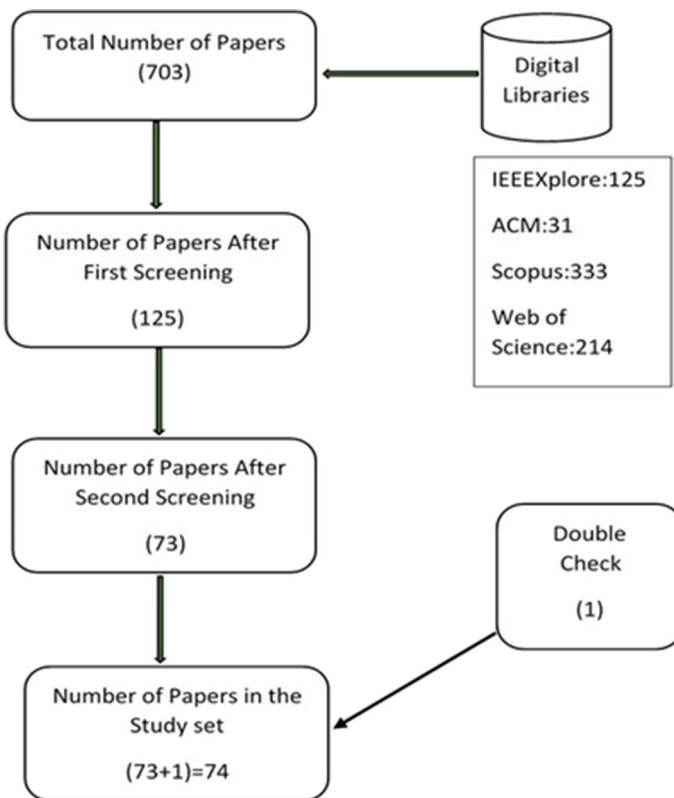 Total Number of Papers
(703)
Digital
Libraries
IEEEXplore:125
ACM:31
Scopus:333
Web of
Science:214
Number of Papers After
First Screening
(125)
Number of Papers After
Second Screening
(73)
Double
Check
(1)
Number of Papers in the
Study set
(73+1)=74